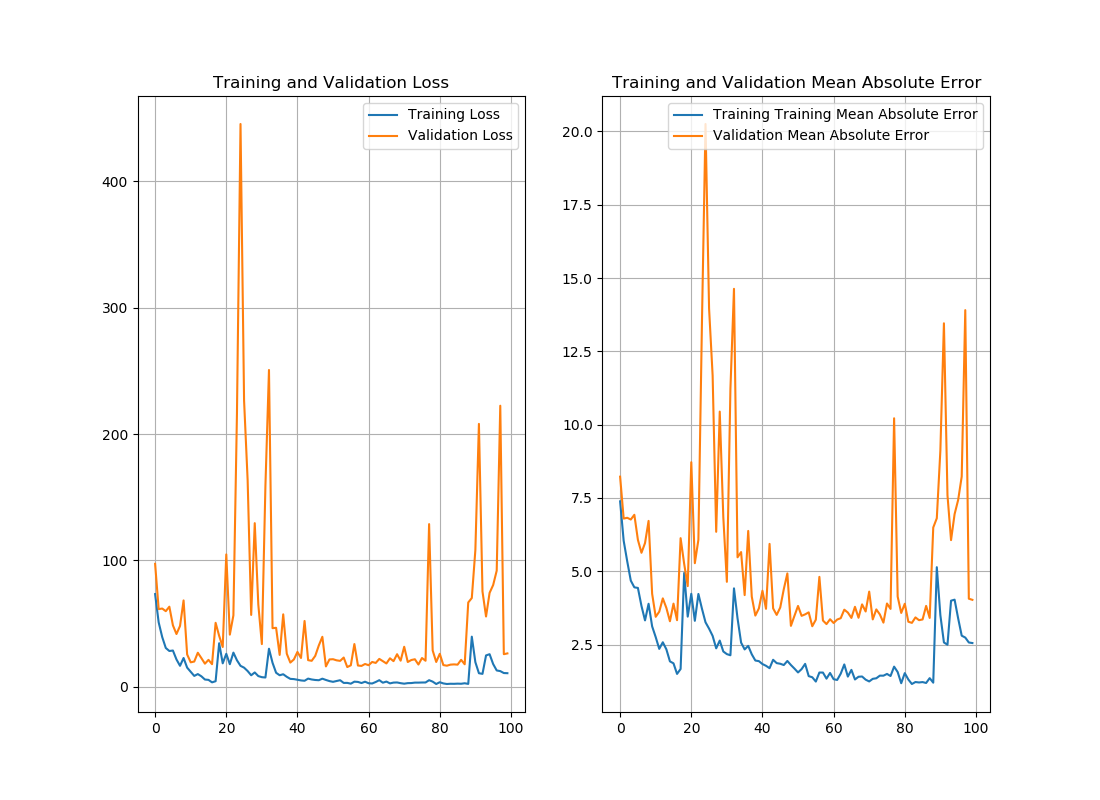 Training and Validation Loss
Training Loss
Validation Loss
400
300
200
100
0
0 20 40 60 80 100
Training and Validation Mean Absolute Error
Training Training Mean Absolute Error
Validation Mean Absolute Error
20.0
17.5
15.0
12.5
10.0
7.5
5.0
2.5
0 20 40 60 80 100